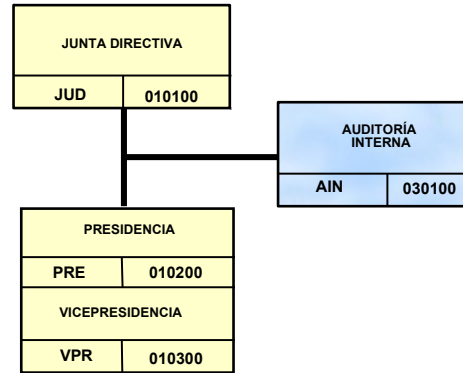 JUNTA DIRECTIVA
JUD 010100
AUDITORÍA
INTERNA
AIN 030100
PRESIDENCIA
PRE 010200
VICEPRESIDENCIA
VPR 010300